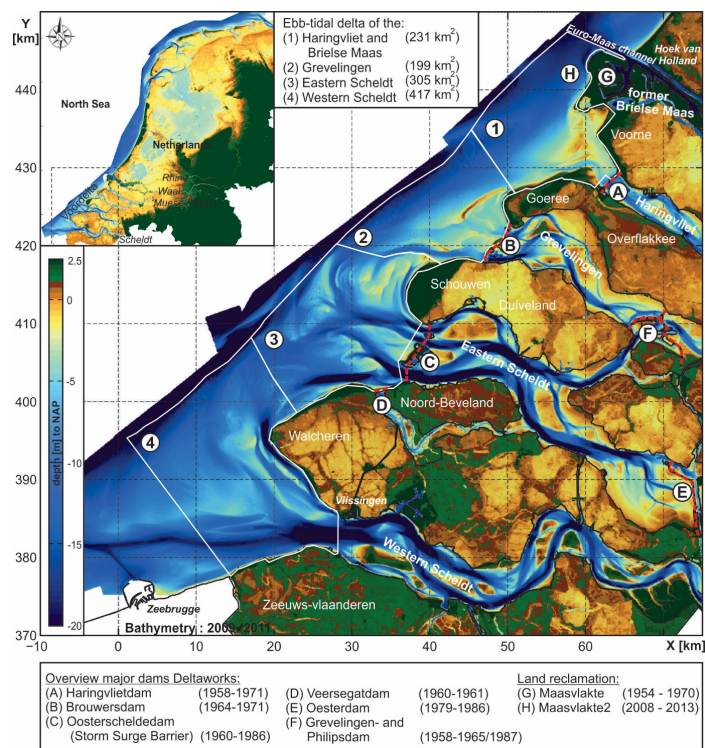 Y
[km]
440
430
420
410
400
390
380
370
−10
0
10
20
30
40
50
60
X [km]
North Sea
Netherlands
Voordelta
Rhine
Waal
Scheldt
Ebb-tidal delta of the:
(1) Haringvliet and (231 km²)
Brielse Maas
(2) Grevelingen (199 km²)
(3) Eastern Scheldt (305 km²)
(4) Western Scheldt (417 km²)
Euro-Maas channel
Hoek van
Holland
H
G
former
Brielse Maas
1
Voorne
A
Haringvliet
Goeree
2
B
Grevelingen
Overflakkee
Schouwen
Duiveland
F
3
C
Eastern Scheldt
D
Noord-Beveland
4
Walcheren
E
Vlissingen
Western Scheldt
Zeebrugge
Zeeuws-vlaanderen
Bathymetry : 2009/2011
2.5
0
−5
−10
−15
−20
depth [m] to NAP
Overview major dams Deltaworks:
(A) Haringvlietdam (1958-1971)
(B) Brouwersdam (1964-1971)
(C) Oosterscheldedam
(Storm Surge Barrier) (1960-1986)
(D) Veersegatdam (1960-1961)
(E) Oesterdam (1979-1986)
(F) Grevelingen- and
Philipsdam (1958-1965/1987)
Land reclamation:
(G) Maasvlakte (1954 - 1970)
(H) Maasvlakte2 (2008 - 2013)